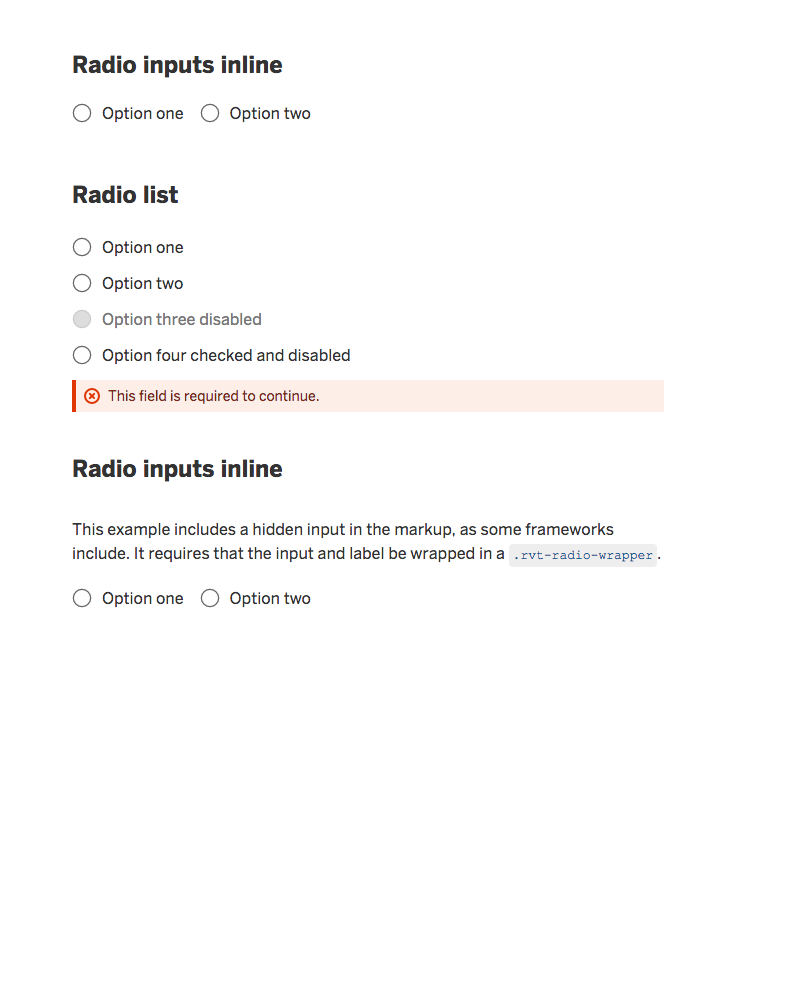 Radio inputs inline
Option one Option two
Radio list
Option one
Option two
Option three disabled
Option four checked and disabled
This field is required to continue.
Radio inputs inline
This example includes a hidden input in the markup, as some frameworks
include. It requires that the input and label be wrapped in a .rvt-radio-wrapper.
Option one Option two